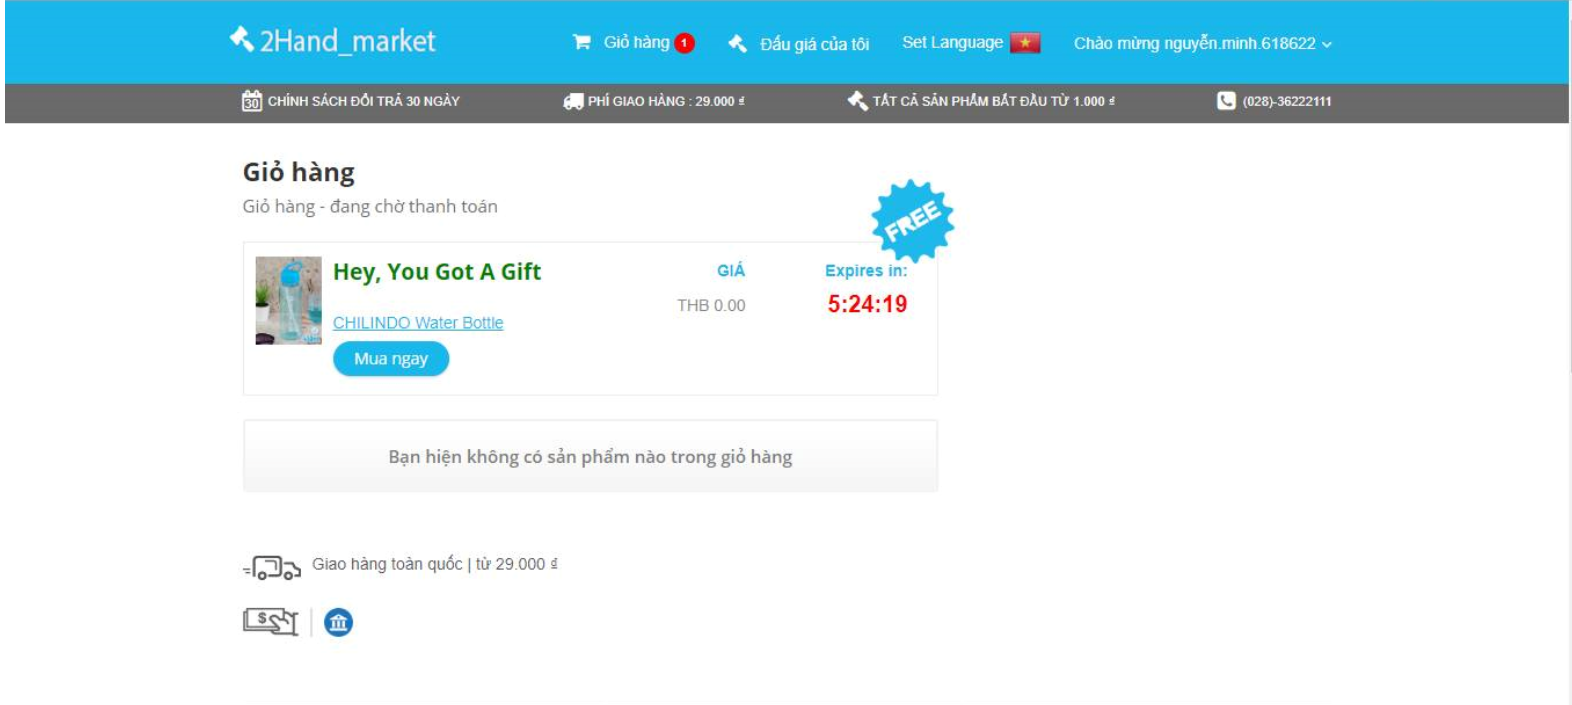 2Hand_market
Giỏ hàng 1
Đấu giá của tôi
Set Language
Chào mừng nguyễn.minh.618622
30 CHÍNH SÁCH ĐỔI TRẢ 30 NGÀY
PHÍ GIAO HÀNG : 29.000 ₫
TẤT CẢ SẢN PHẨM BẮT ĐẦU TỪ 1.000 ₫
(028)-36222111
Giỏ hàng
Giỏ hàng - đang chờ thanh toán
FREE
Hey, You Got A Gift
GIÁ
Expires in:
THB 0.00
5:24:19
CHILINDO Water Bottle
Mua ngay
Bạn hiện không có sản phẩm nào trong giỏ hàng
Giao hàng toàn quốc | từ 29.000 ₫
$